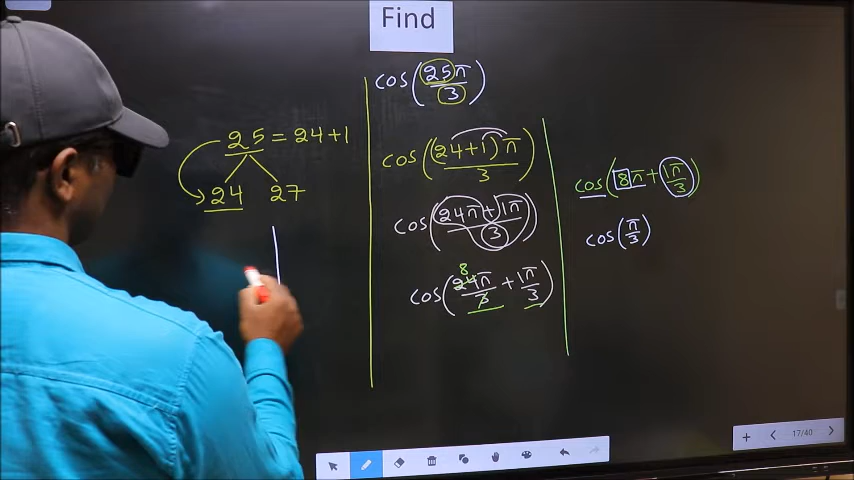 Find
cos(25π/3)
25 = 24+1
24 27
cos((24+1)π/3)
cos((24π+1π)/3)
cos(24π/3 + 1π/3)
8
cos(8π+1π/3)
cos(π/3)
17/40